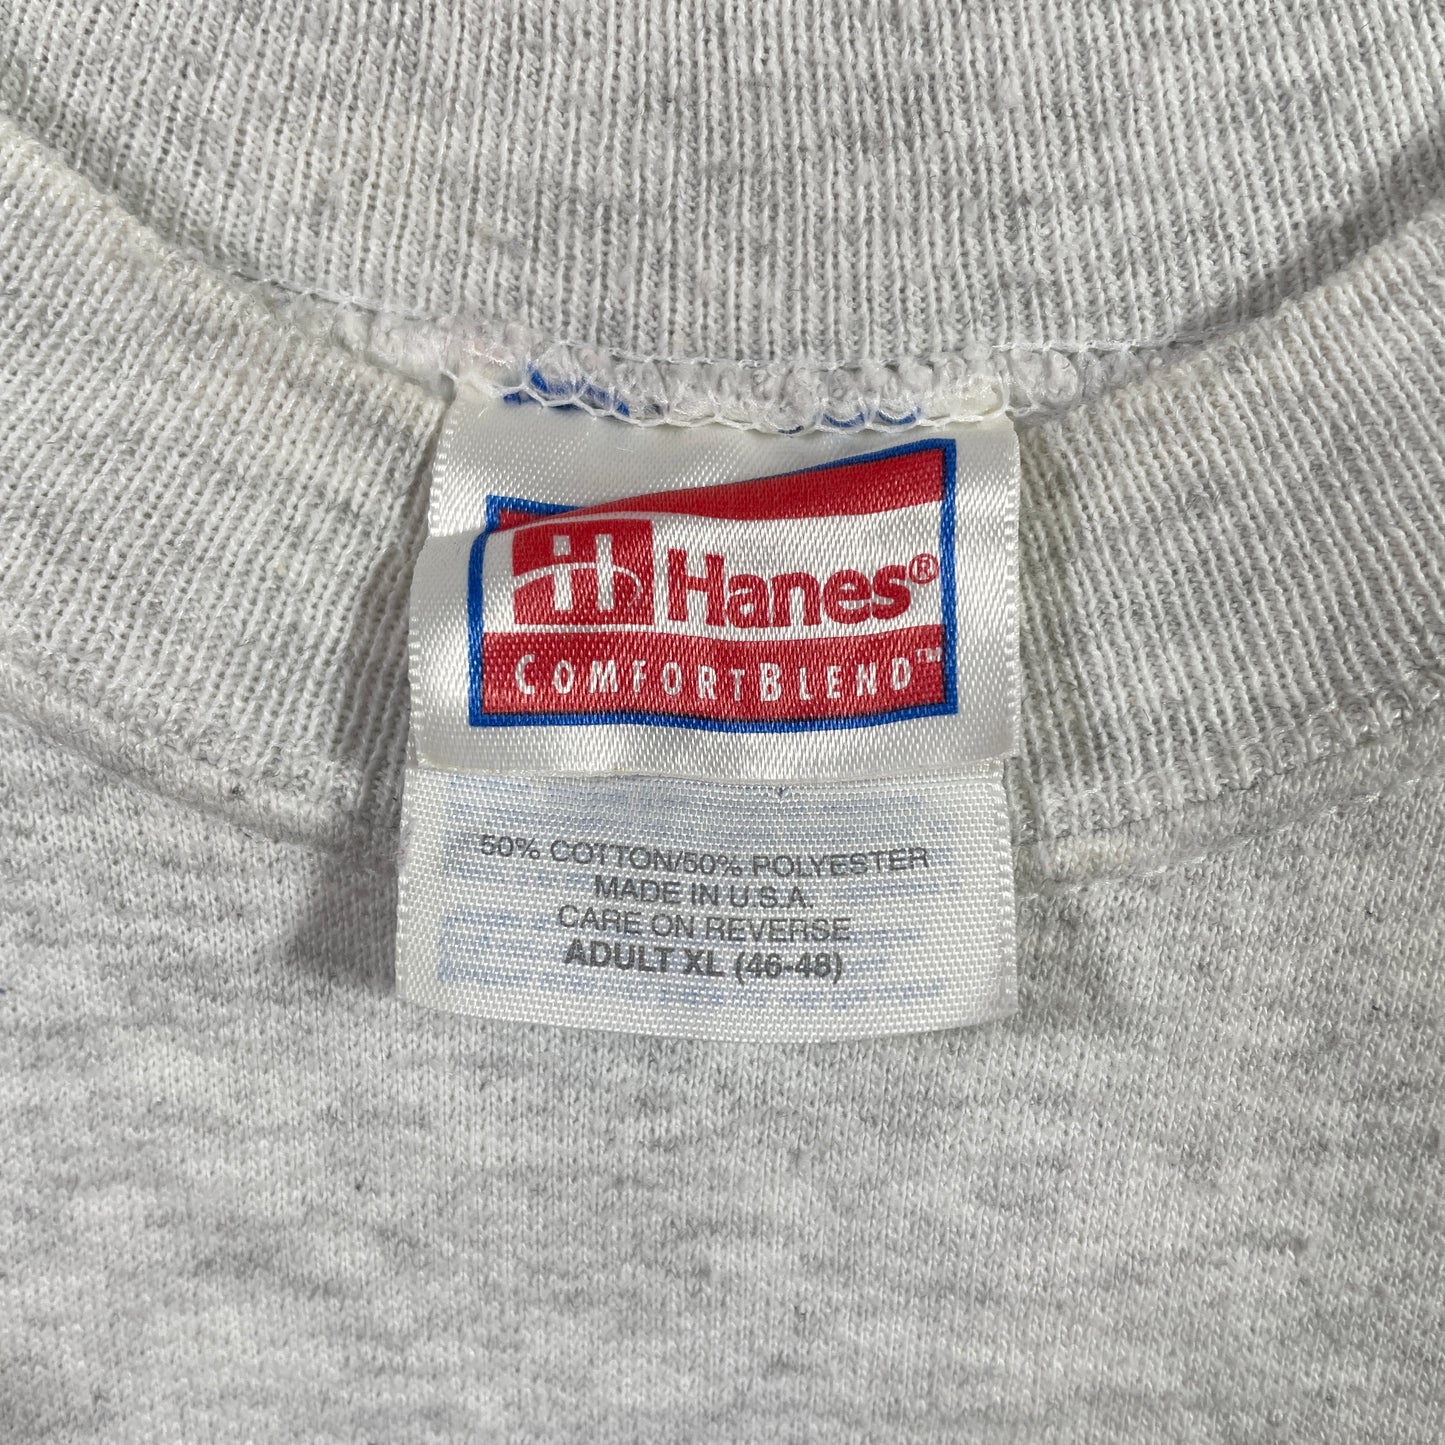 Hanes®
COMFORTBLEND™
50% COTTON/50% POLYESTER
MADE IN U.S.A.
CARE ON REVERSE
ADULT XL (46-48)